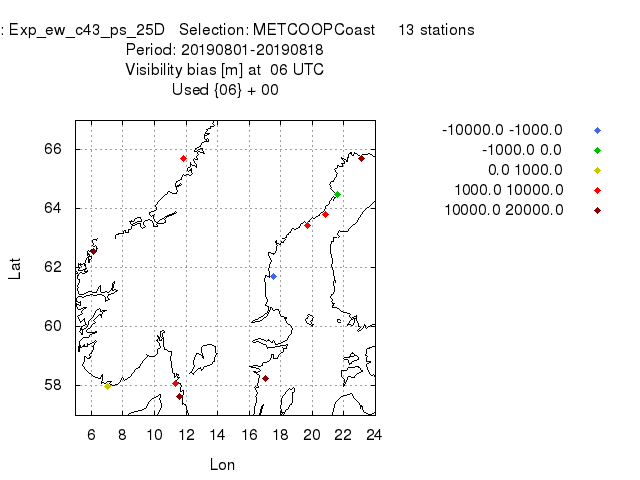 : Exp_ew_c43_ps_25D Selection: METCOOPCoast 13 stations
Period: 20190801-20190818
Visibility bias [m] at 06 UTC
Used {06} + 00
-10000.0 -1000.0
-1000.0 0.0
0.0 1000.0
1000.0 10000.0
10000.0 20000.0
66
64
62
60
58
Lat
6 8 10 12 14 16 18 20 22 24
Lon